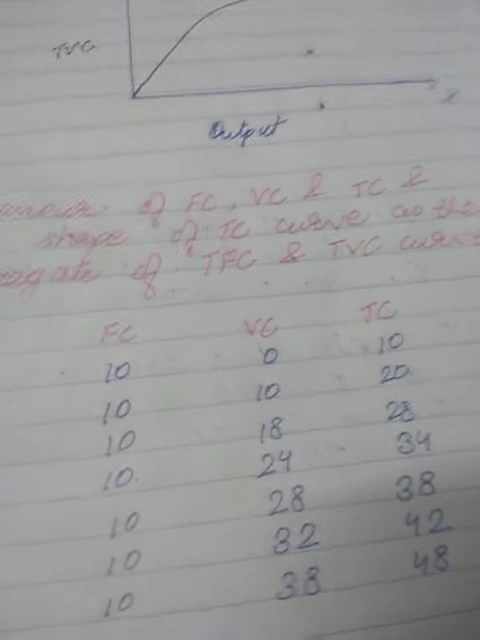 TVC
X
Output
of FC, VC & TC &
shape of TC curve as the
of TFC & TVC
FC VC TC
10 0 10
10 10 20
10 18 28
10 24 34
10 28 38
10 32 42
10 38 48